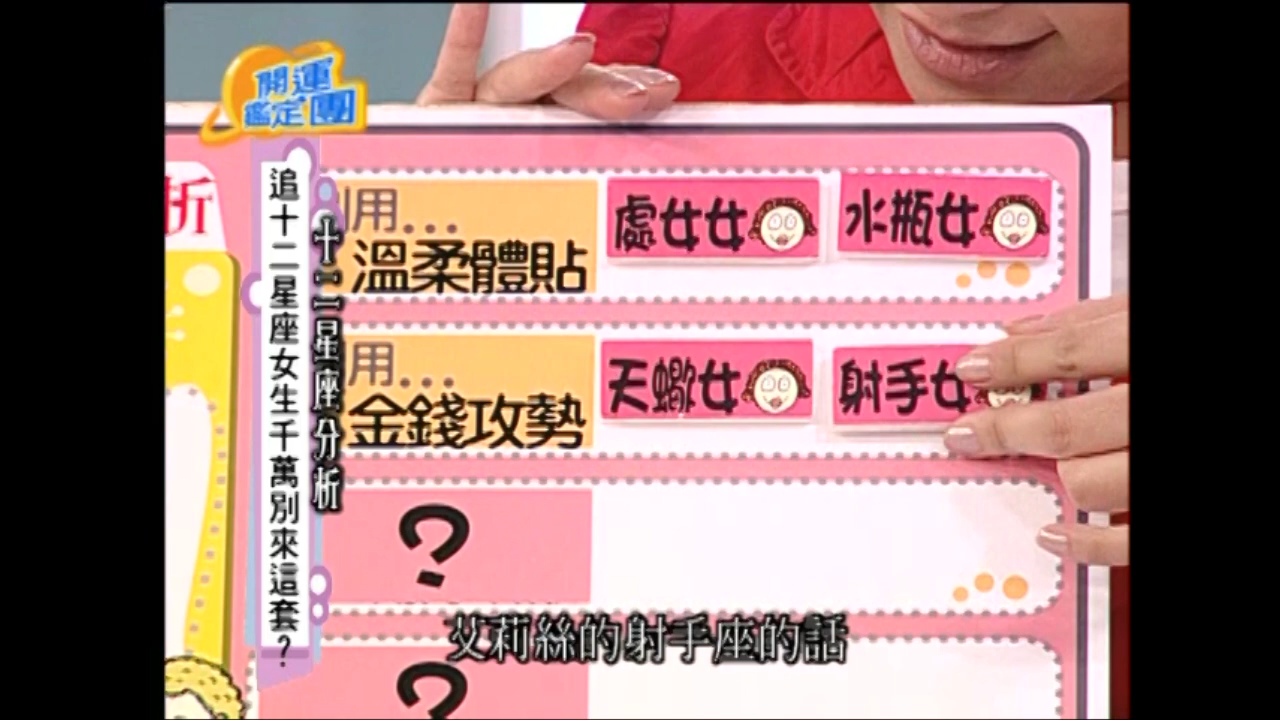 開運
鑑定團
追十二星座女生千萬別來這套?
十二星座分析
析
用...
溫柔體貼
處女女
水瓶女
用...
金錢攻勢
天蠍女
射手女
?
?
艾莉絲的射手座的話